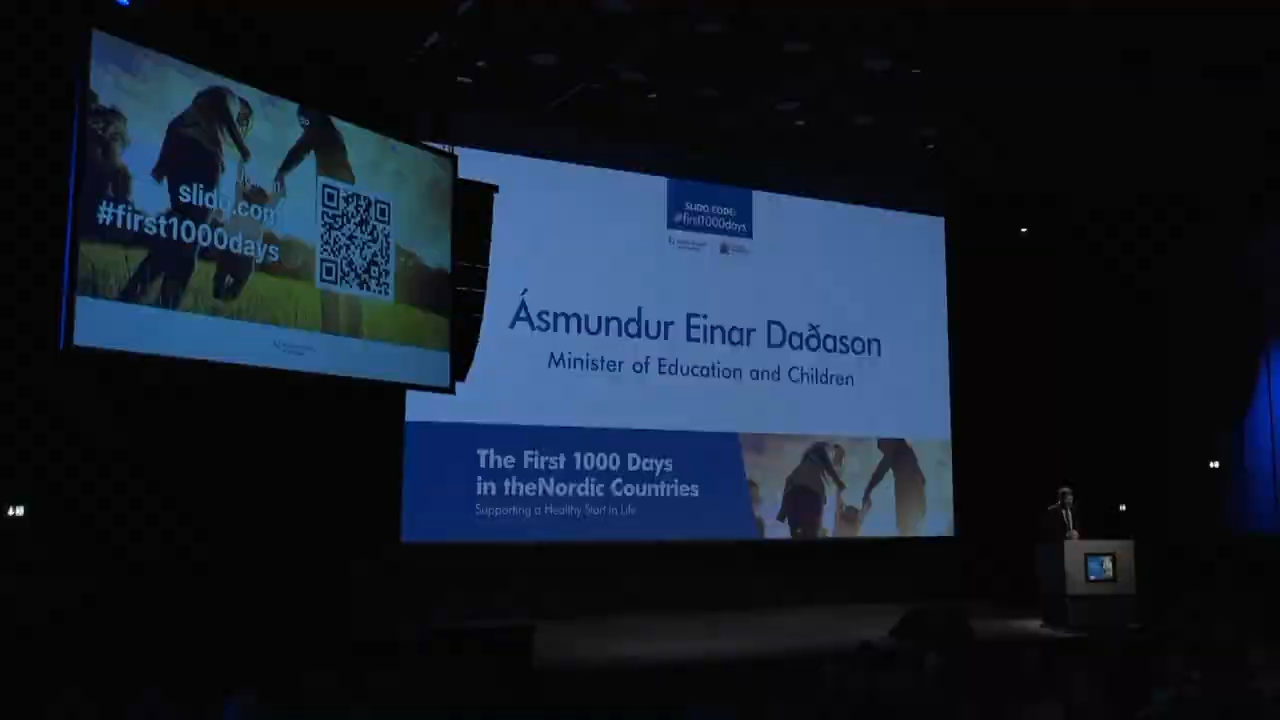 slido.com
#first1000days
SLIDO CODE:
#first1000days
Ásmundur Einar Daðason
Minister of Education and Children
The First 1000 Days
in theNordic Countries
Supporting a Healthy Start in Life